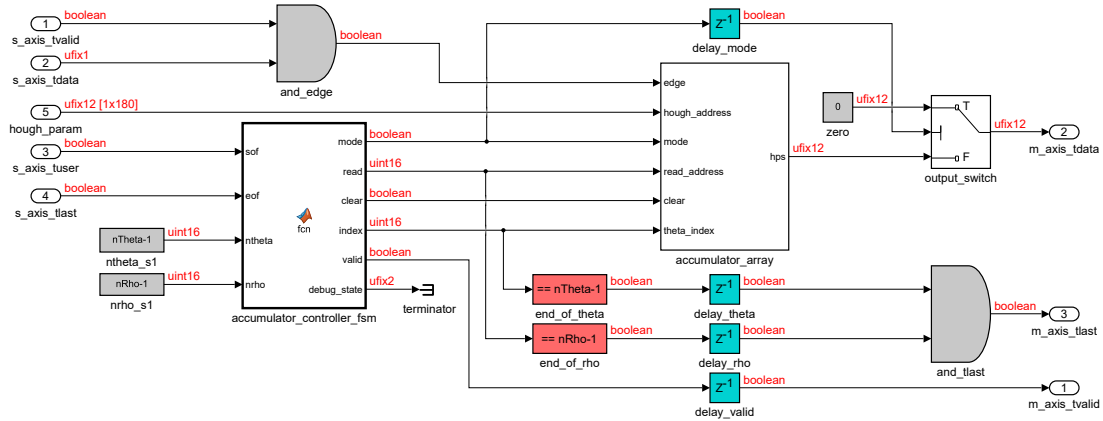 1
boolean
s_axis_tvalid
2
ufix1
s_axis_tdata
and_edge
boolean
5
ufix12 [1x180]
hough_param
3
boolean
s_axis_tuser
4
boolean
s_axis_tlast
nTheta-1
uint16
ntheta_s1
nRho-1
uint16
nrho_s1
sof
eof
ntheta
nrho
fcn
mode
read
clear
index
valid
debug_state
accumulator_controller_fsm
boolean
uint16
boolean
uint16
boolean
ufix2
terminator
Z-1
boolean
delay_mode
edge
hough_address
mode
read_address
clear
theta_index
hps
accumulator_array
ufix12
0
ufix12
zero
T
F
output_switch
ufix12
2
m_axis_tdata
== nTheta-1
boolean
end_of_theta
Z-1
boolean
delay_theta
== nRho-1
boolean
end_of_rho
Z-1
boolean
delay_rho
Z-1
boolean
delay_valid
and_tlast
boolean
3
m_axis_tlast
1
m_axis_tvalid